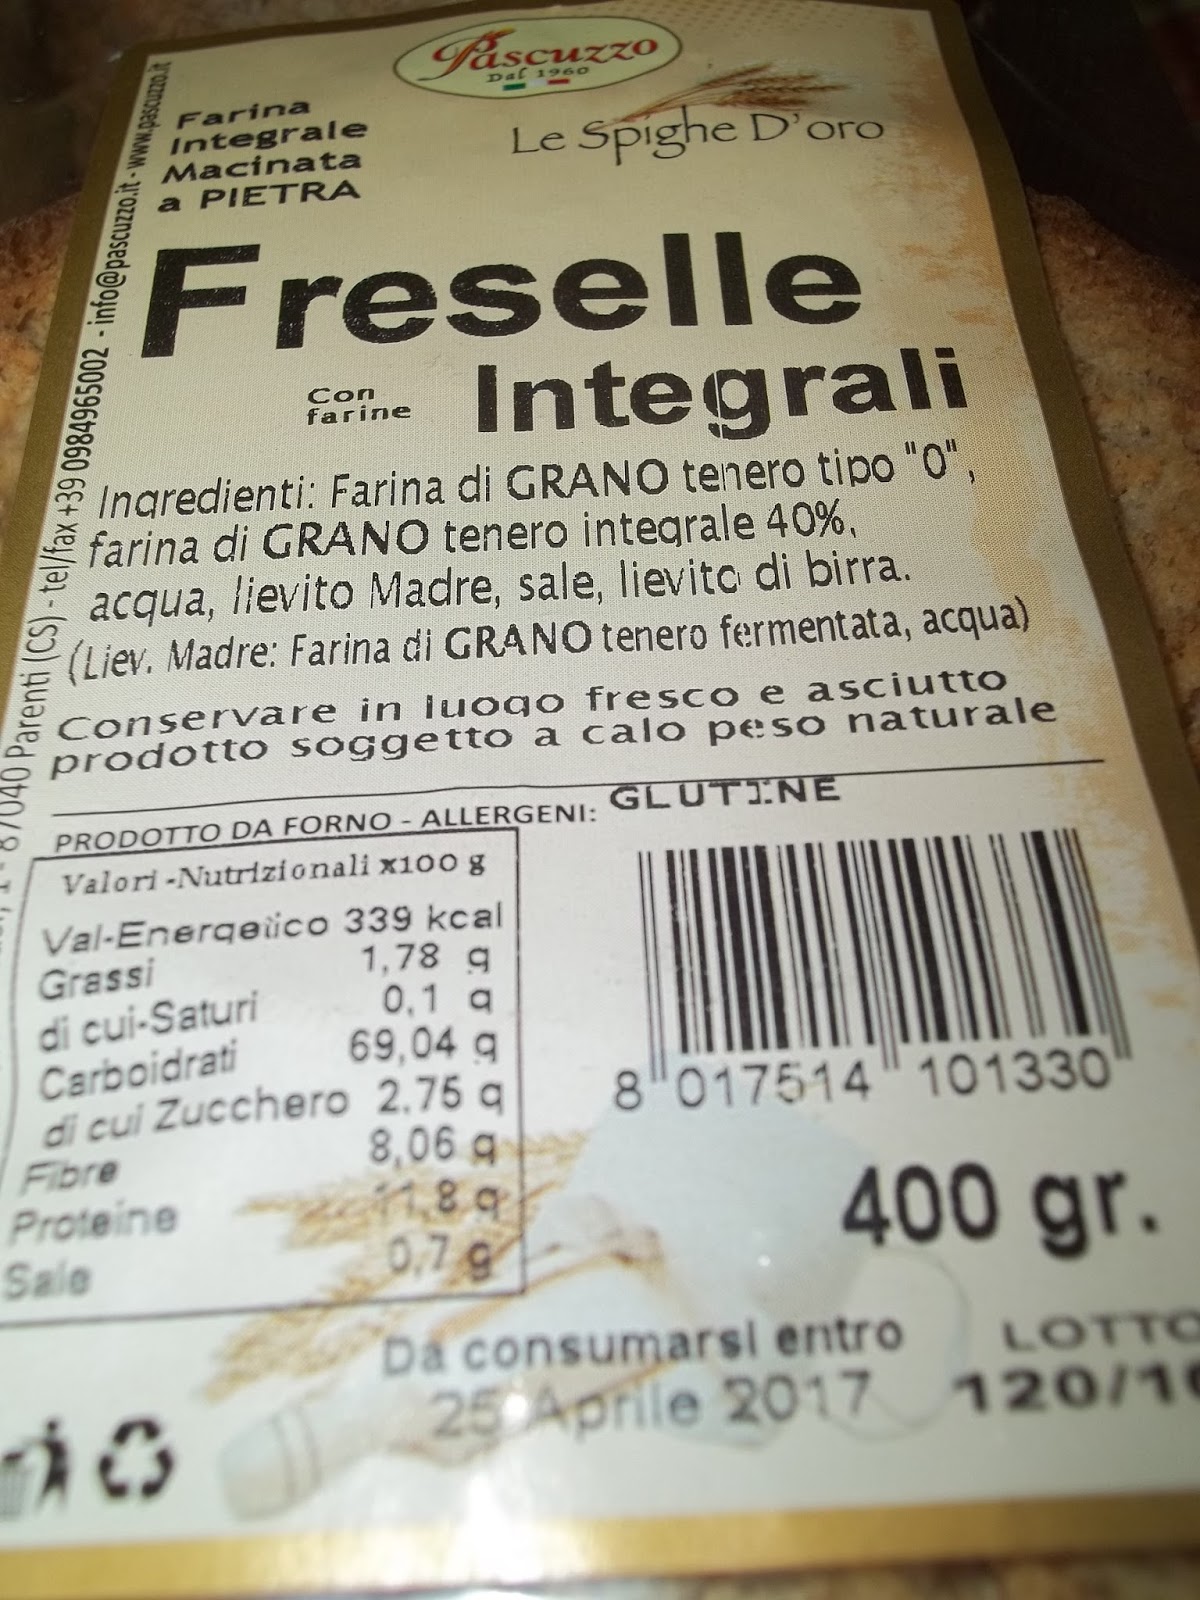 Pascuzzo
Dal 1960
Le Spighe D'oro
Farina
Integrale
Macinata
a PIETRA
Freselle
Con
farine
Integrali
Ingredienti: Farina di GRANO tenero tipo "0",
farina di GRANO tenero integrale 40%,
acqua, lievito Madre, sale, lievito di birra.
(Liev. Madre: Farina di GRANO tenero fermentata, acqua)
Conservare in luogo fresco e asciutto
prodotto soggetto a calo peso naturale
PRODOTTO DA FORNO - ALLERGENI: GLUTINE
Valori -Nutrizionali x100 g
Val-Energetico 339 kcal
Grassi 1,78 g
di cui-Saturi 0,1 g
Carboidrati 69,04 g
di cui Zucchero 2,75 g
Fibre 8,06 g
Proteine 11,8 g
Sale 0,7 g
8 017514 101330
400 gr.
Da consumarsi entro
25 Aprile 2017
LOTTO
120/16
87040 Parenti (CS) - tel/fax +39 0984965002 - info@pascuzzo.it - www.pascuzzo.it